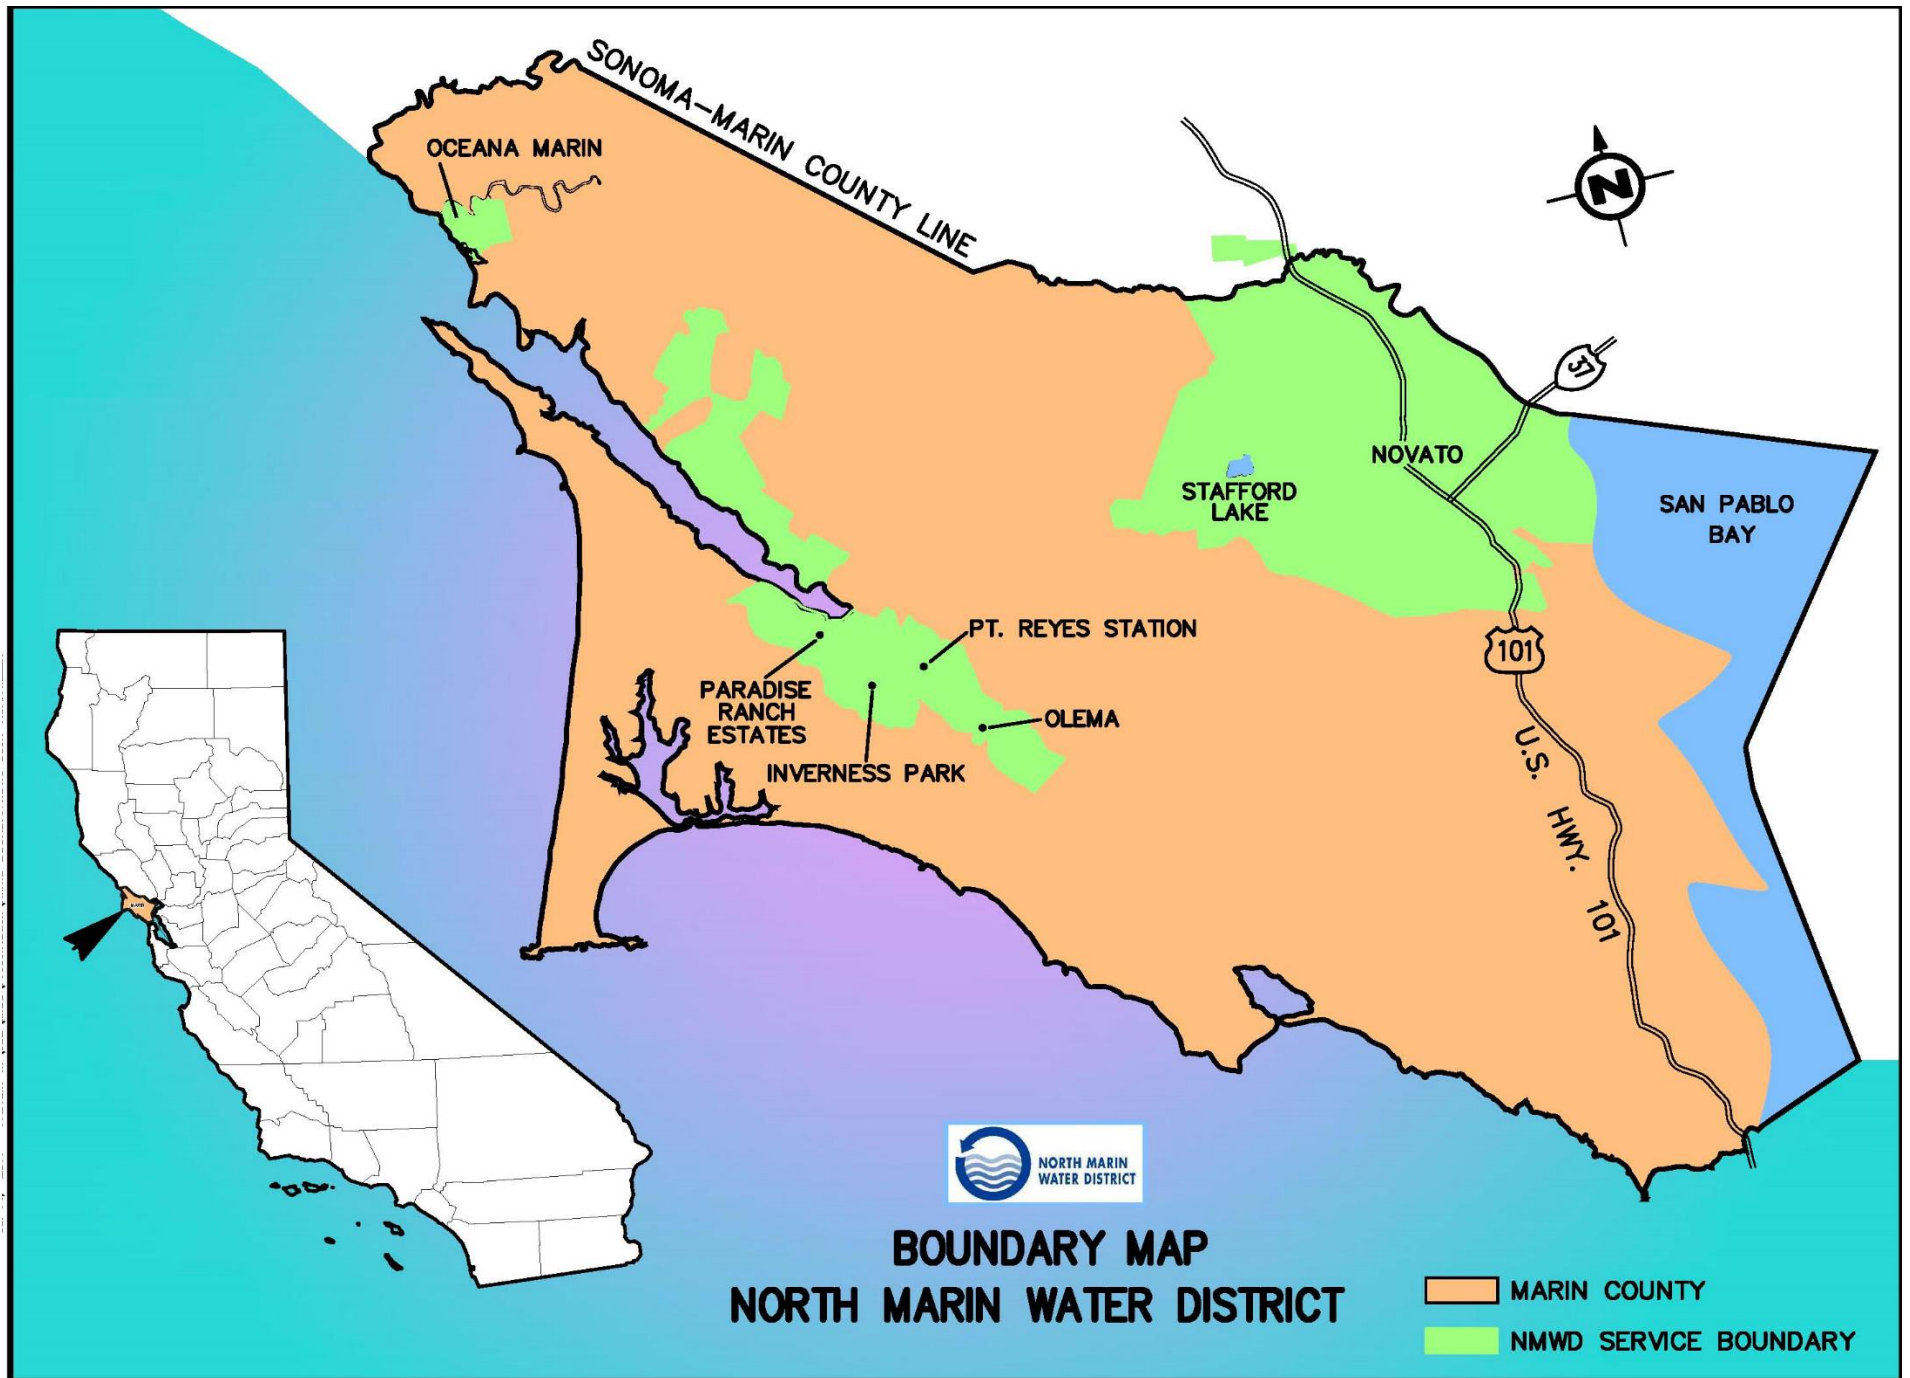 SONOMA-MARIN COUNTY LINE
OCEANA MARIN
N
37
NOVATO
STAFFORD
LAKE
SAN PABLO
BAY
PT. REYES STATION
101
PARADISE
RANCH
ESTATES
OLEMA
INVERNESS PARK
U.S. HWY. 101
NORTH MARIN
WATER DISTRICT
BOUNDARY MAP
NORTH MARIN WATER DISTRICT
MARIN COUNTY
NMWD SERVICE BOUNDARY